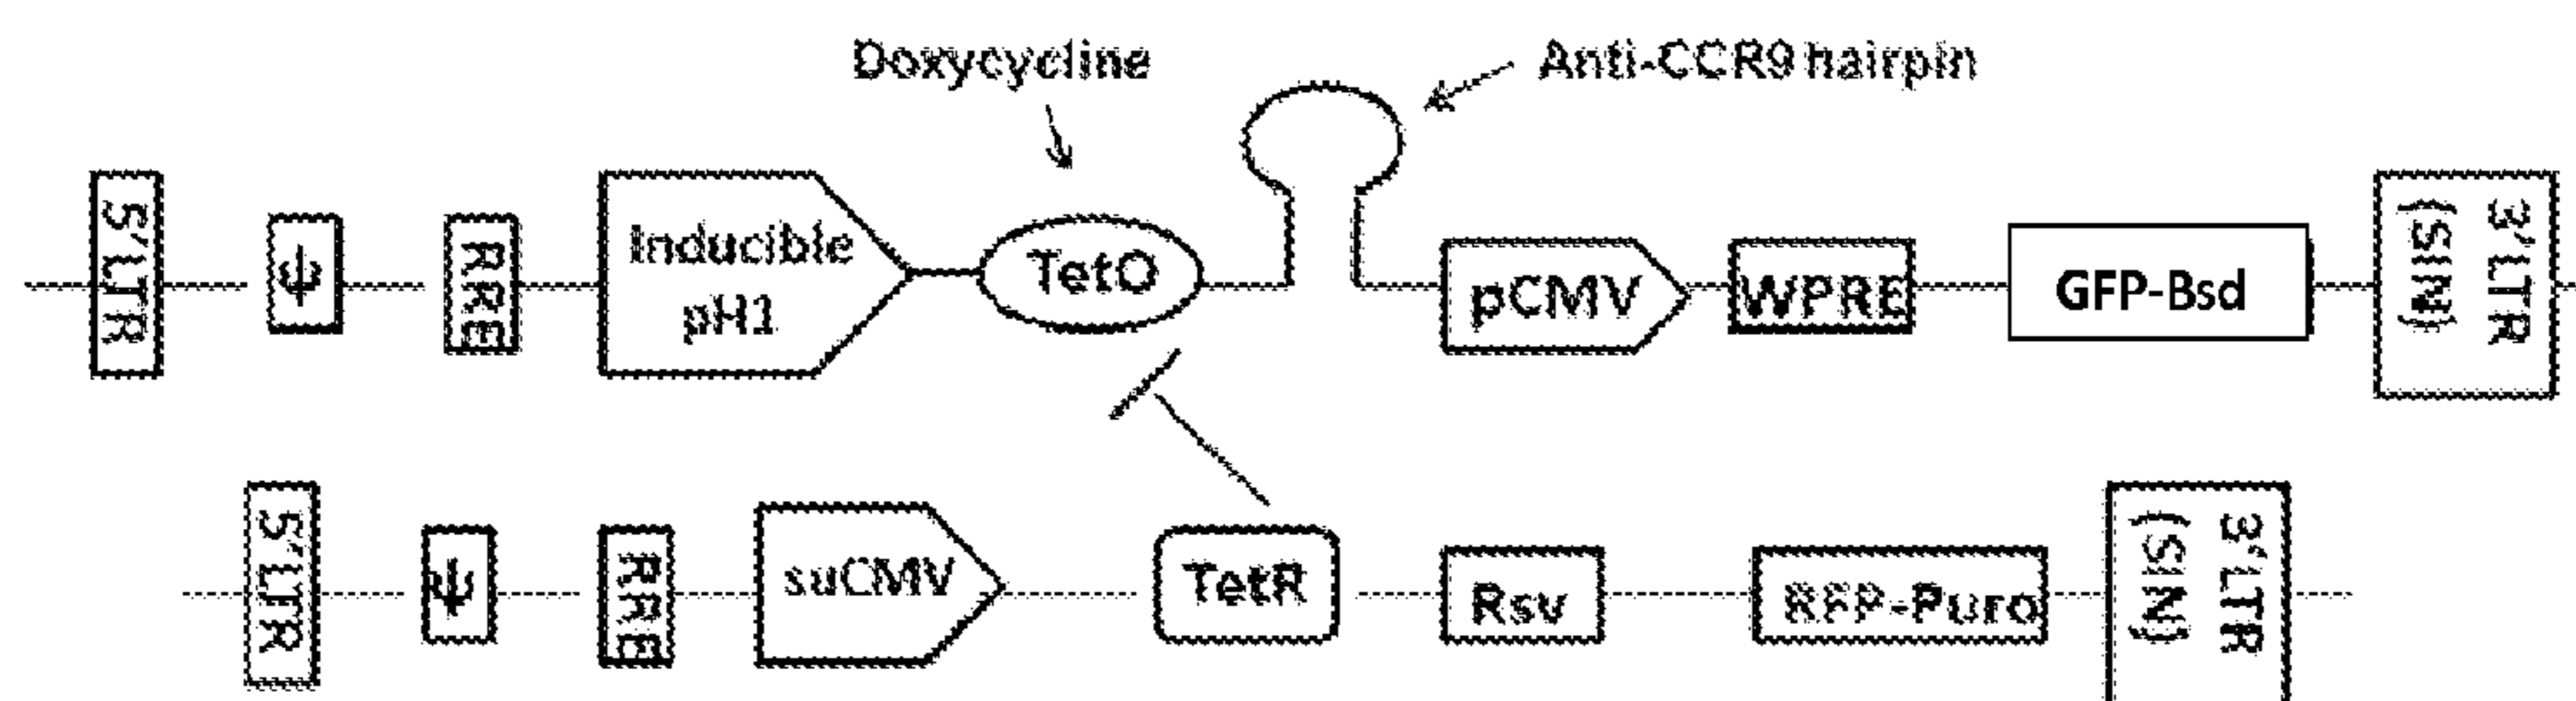 Doxycycline
Anti-CCR9 hairpin
5'LTR
ψ
RRE
Inducible
pH1
TetO
pCMV
WPRE
GFP-Bsd
3'LTR
(SIN)
5'LTR
ψ
RRE
suCMV
TetR
Rsv
RFP-Puro
3'LTR
(SIN)